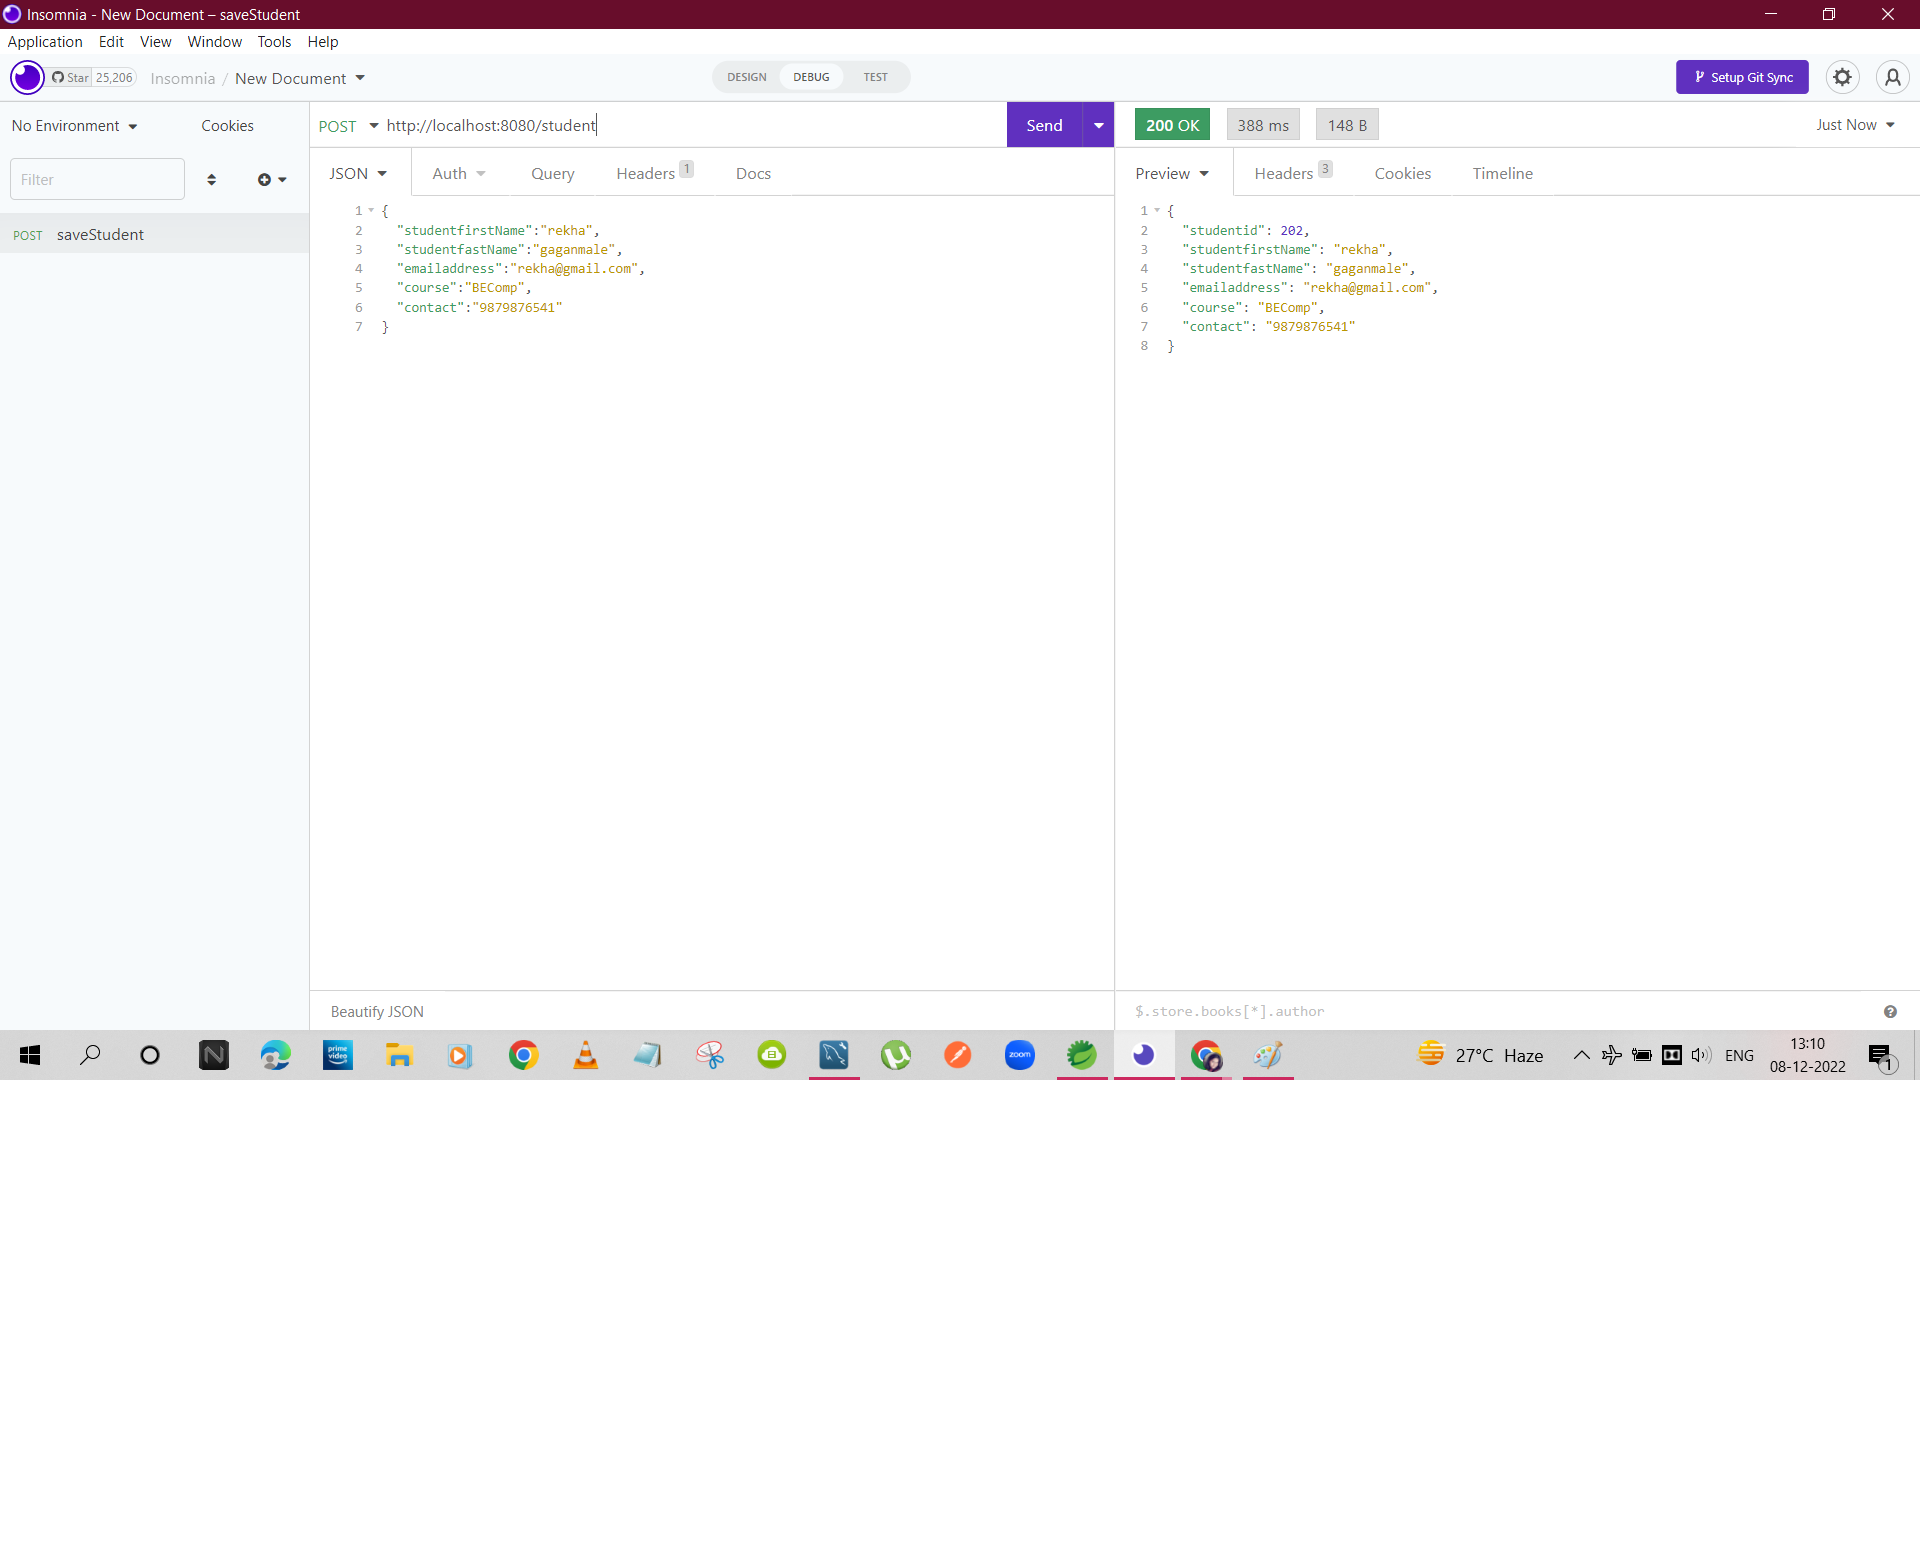 Insomnia - New Document – saveStudent
Application Edit View Window Tools Help
Star 25,206 Insomnia / New Document DESIGN DEBUG TEST Setup Git Sync
No Environment Cookies POST http://localhost:8080/student Send 200 OK 388 ms 148 B Just Now
Filter JSON Auth Query Headers 1 Docs Preview Headers 3 Cookies Timeline
POST saveStudent
1 {
2 "studentfirstName":"rekha",
3 "studentfastName":"gaganmale",
4 "emailaddress":"rekha@gmail.com",
5 "course":"BEComp",
6 "contact":"9879876541"
7 }
1 {
2 "studentid": 202,
3 "studentfirstName": "rekha",
4 "studentfastName": "gaganmale",
5 "emailaddress": "rekha@gmail.com",
6 "course": "BEComp",
7 "contact": "9879876541"
8 }
Beautify JSON $.store.books[*].author
prime video
zoom
27°C Haze ENG 13:10
08-12-2022 1